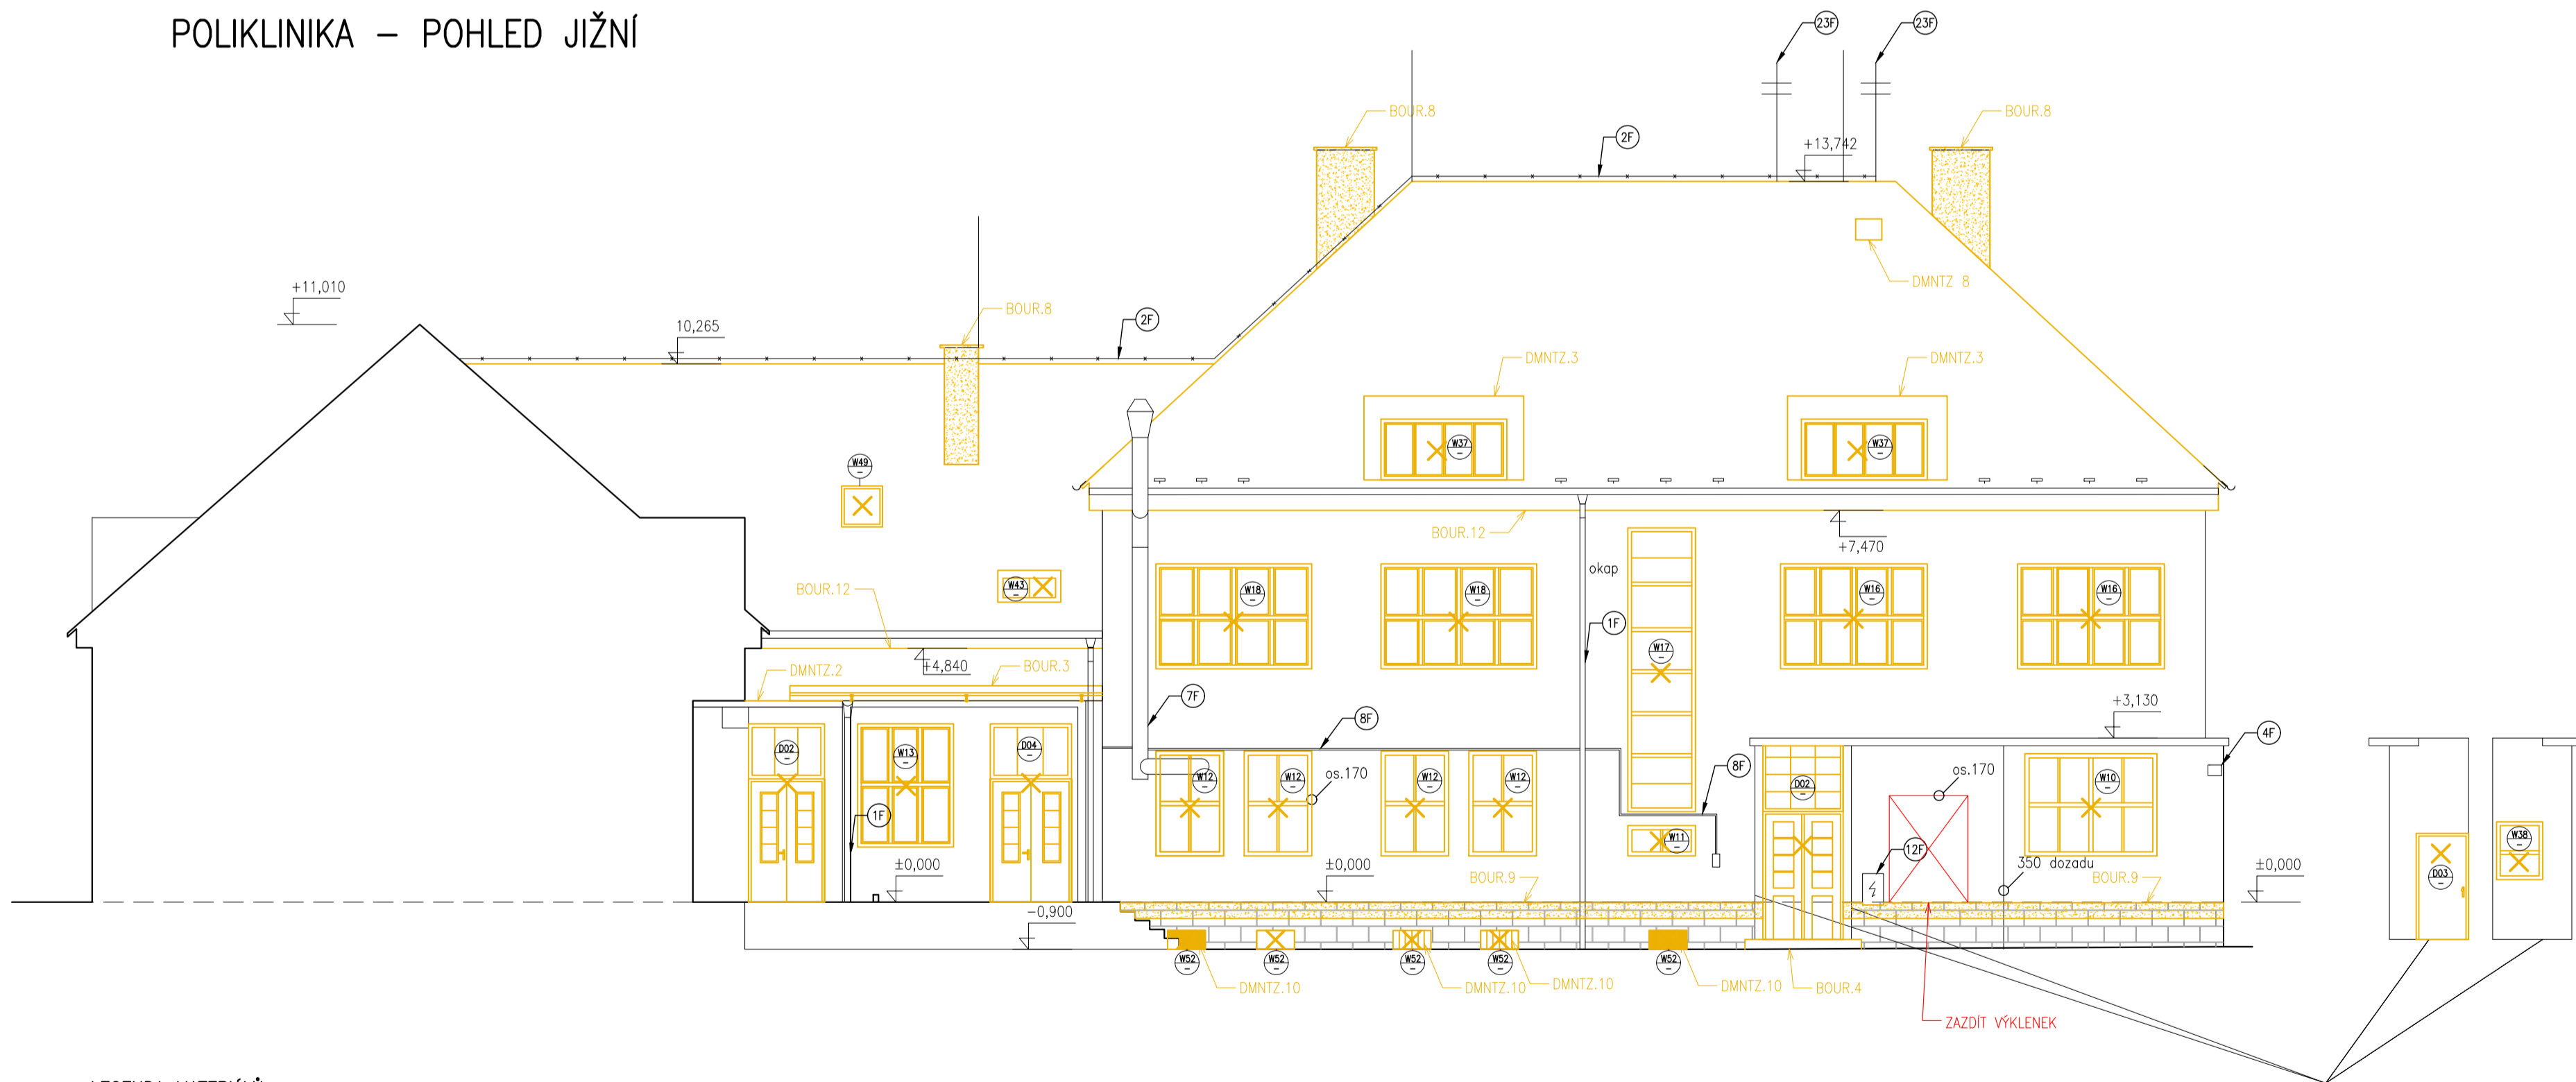 POLIKLINIKA – POHLED JIŽNÍ
23F
23F
BOUR.8
BOUR.8
2F
+13,742
DMNTZ 8
+11,010
10,265
BOUR.8
2F
DMNTZ.3
DMNTZ.3
W37
–
W37
–
W49
–
BOUR.12
+7,470
okap
W43
–
BOUR.12
W18
–
W18
–
W16
–
W16
–
1F
W17
–
+4,840
BOUR.3
DMNTZ.2
7F
8F
+3,130
4F
D02
–
W13
–
D04
–
W12
–
W12
–
os.170
W12
–
W12
–
8F
D02
–
os.170
W10
–
1F
W11
–
12F
W38
–
±0,000
±0,000
BOUR.9
350 dozadu
BOUR.9
±0,000
D03
–
-0,900
W52
–
W52
–
W52
–
W52
–
W52
–
DMNTZ.10
DMNTZ.10
DMNTZ.10
DMNTZ.10
BOUR.4
ZAZDÍT VÝKLENEK